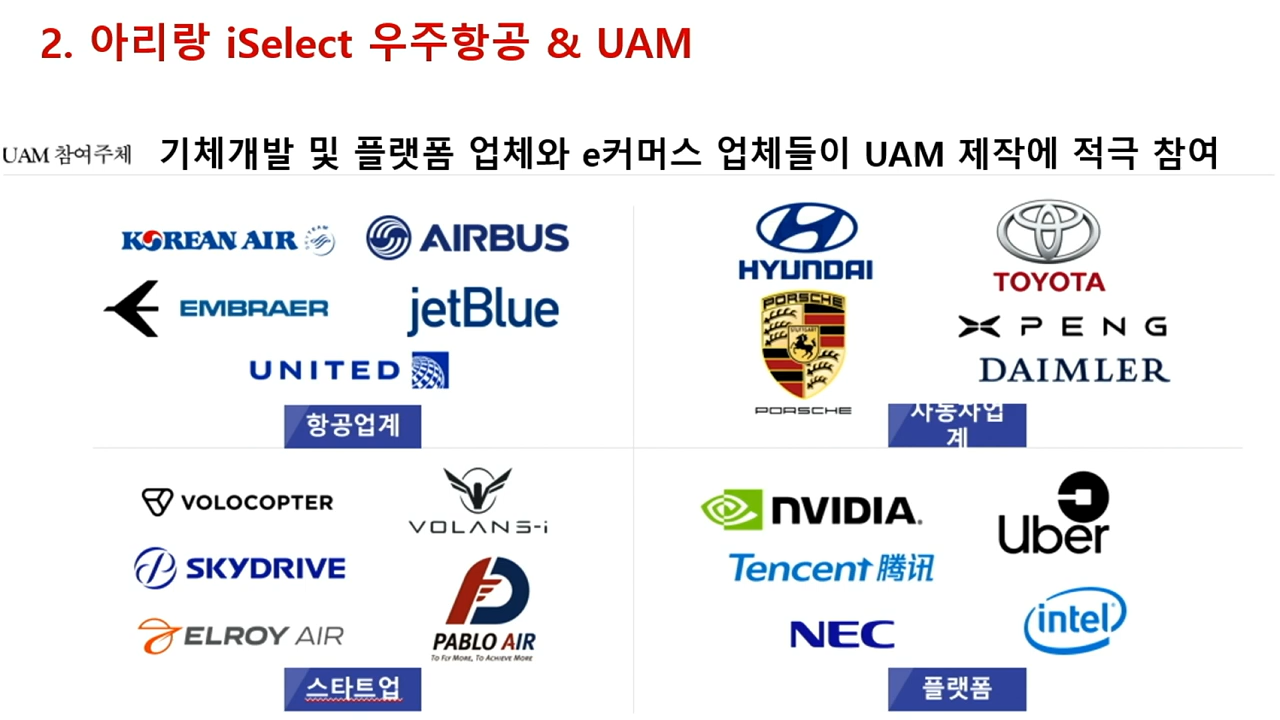 2. 아리랑 iSelect 우주항공 & UAM
UAM 참여주체
기체개발 및 플랫폼 업체와 e커머스 업체들이 UAM 제작에 적극 참여
KOREAN AIR
SKYTEAM
AIRBUS
EMBRAER
jetBlue
UNITED
항공업계
HYUNDAI
TOYOTA
PORSCHE
STUTTGART
PORSCHE
XPENG
DAIMLER
자동차업
계
VOLOCOPTER
VOLANS-i
SKYDRIVE
ELROY AIR
PABLO AIR
TO FLY MORE, TO ACHIEVE MORE
스타트업
NVIDIA.
Uber
Tencent 腾讯
NEC
intel
플랫폼